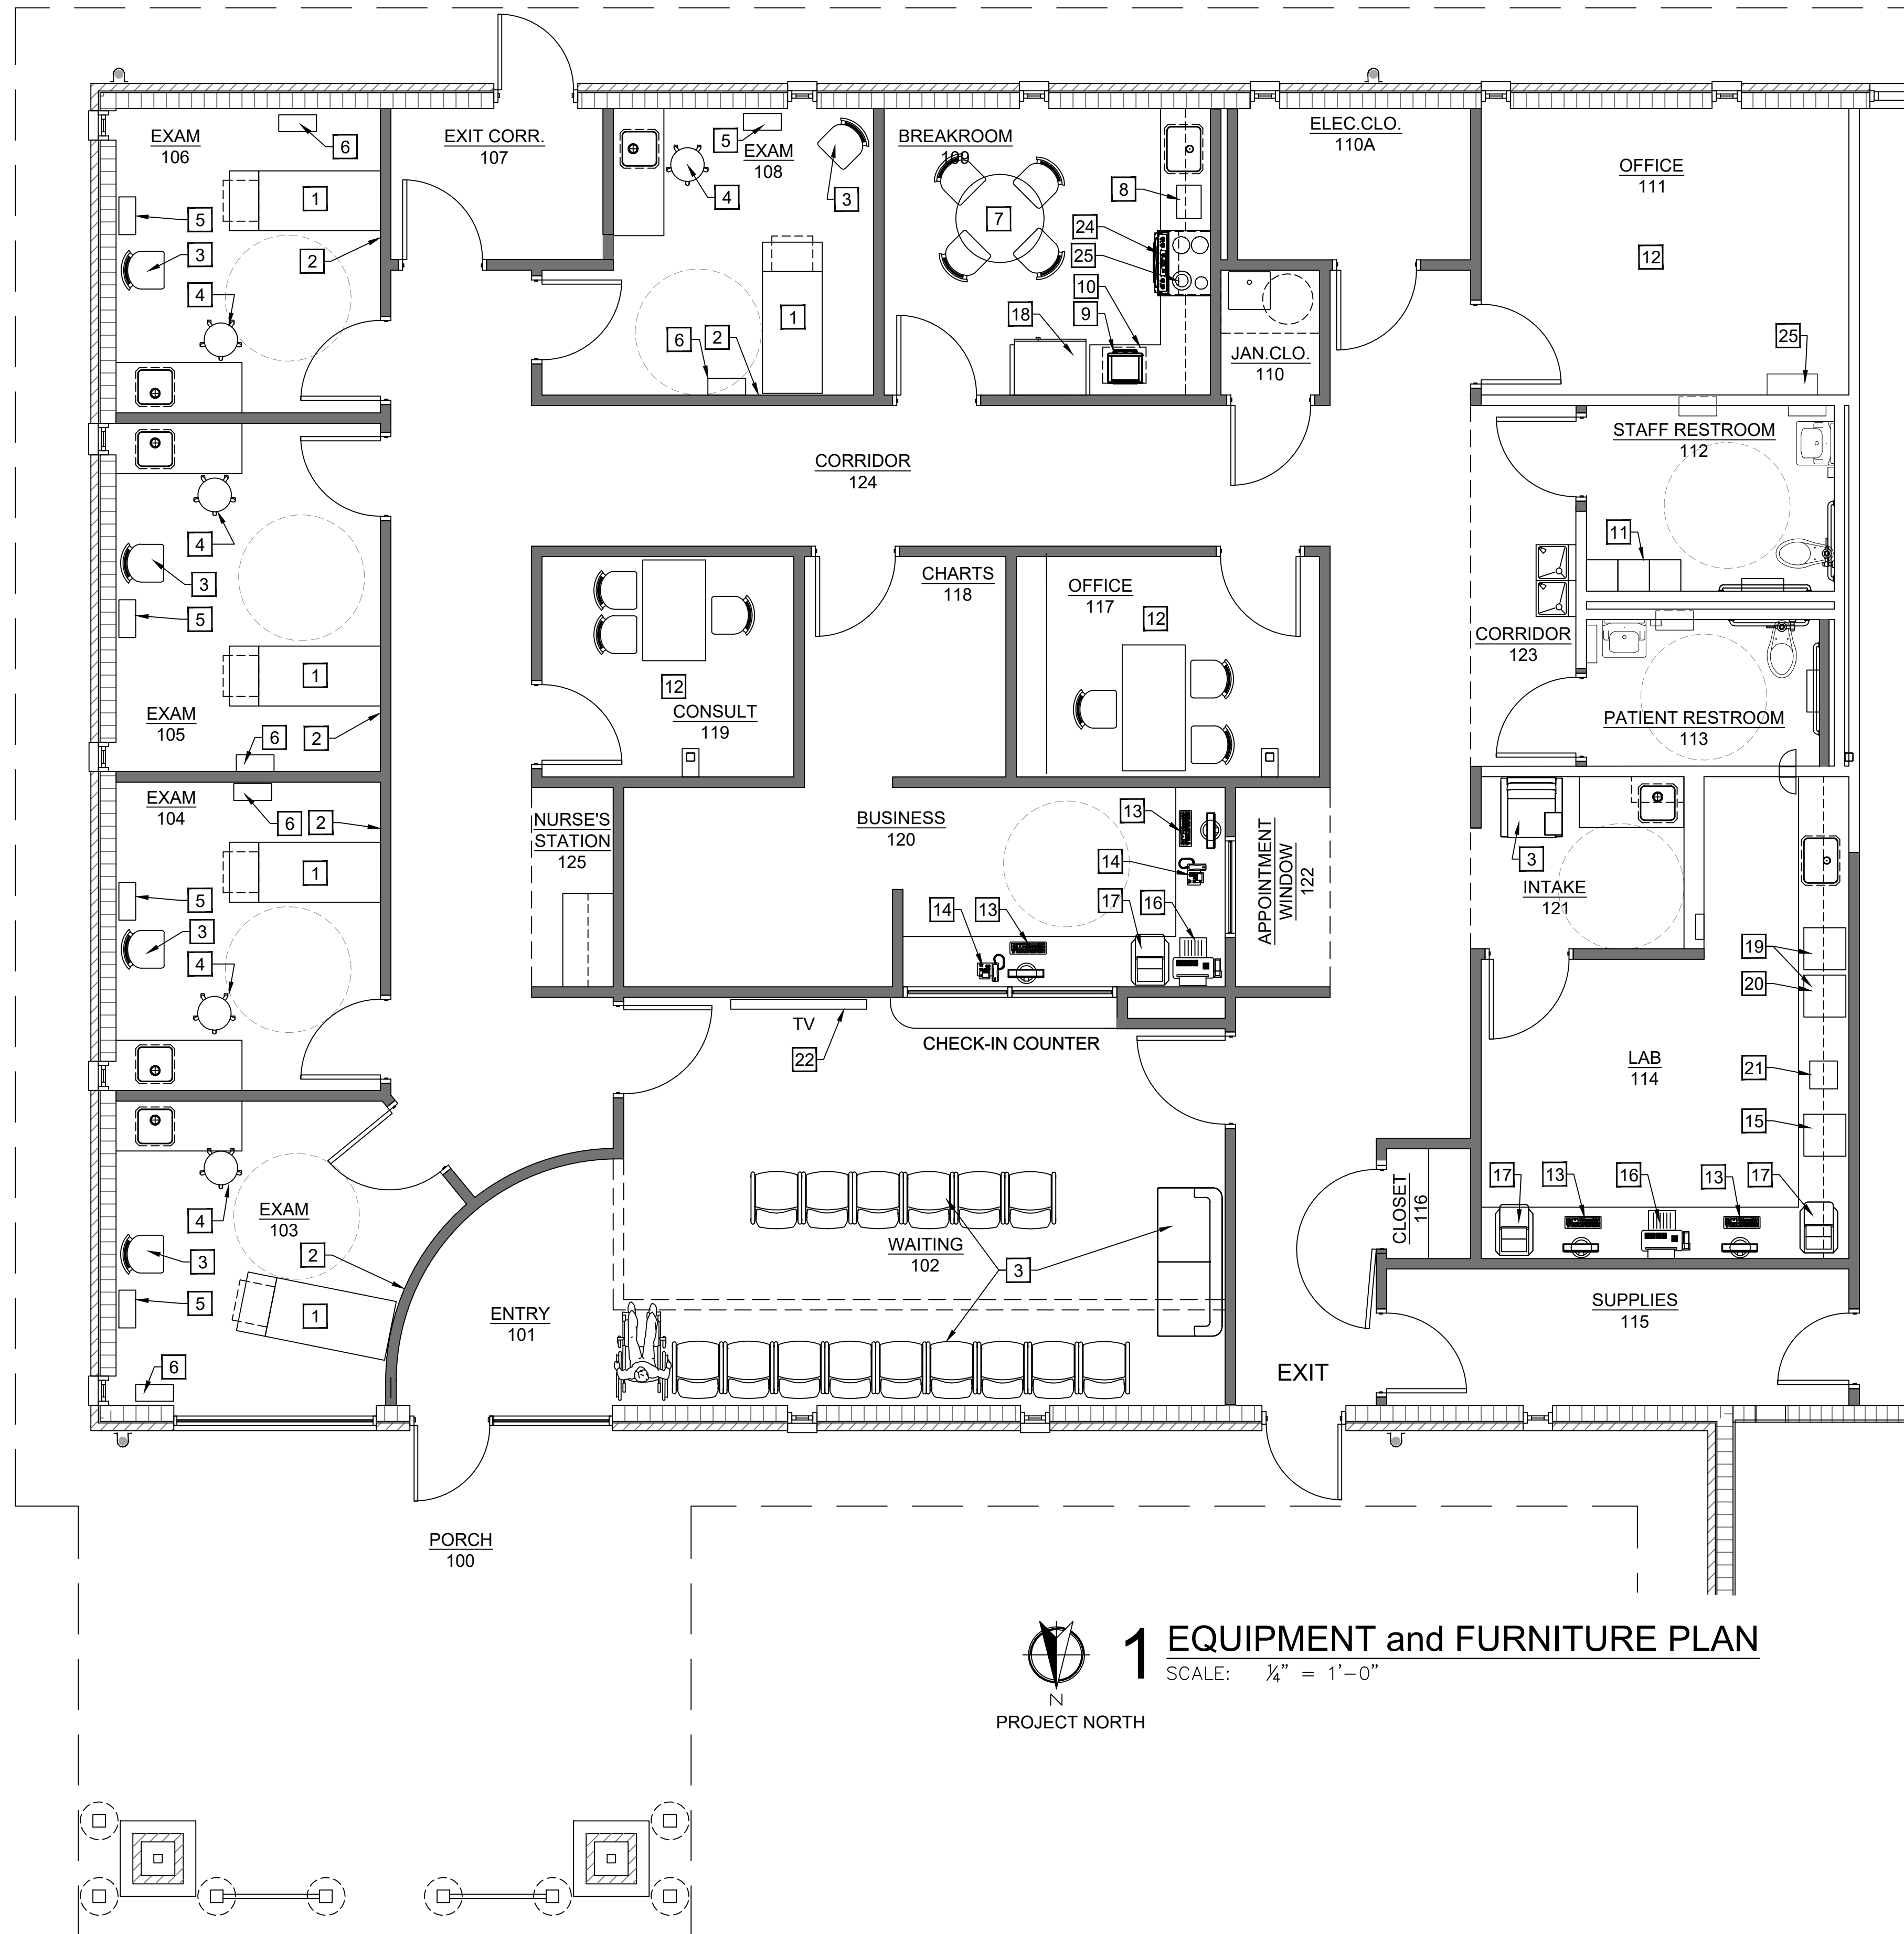 EXAM
106
6
1
5
3
2
4
EXIT CORR.
107
5
EXAM
108
4
3
1
6
2
BREAKROOM
109
7
8
24
25
10
9
18
ELEC.CLO.
110A
JAN.CLO.
110
OFFICE
111
12
25
STAFF RESTROOM
112
11
CORRIDOR
124
4
3
5
1
EXAM
105
6
2
CONSULT
119
12
CHARTS
118
OFFICE
117
12
CORRIDOR
123
PATIENT RESTROOM
113
EXAM
104
6
2
1
5
3
4
NURSE'S
STATION
125
BUSINESS
120
13
14
14
13
17
16
APPOINTMENT
WINDOW
122
3
INTAKE
121
19
20
21
15
LAB
114
17
13
16
13
17
TV
22
CHECK-IN COUNTER
4
EXAM
103
3
2
5
1
6
ENTRY
101
WAITING
102
3
CLOSET
116
EXIT
SUPPLIES
115
PORCH
100
N
PROJECT NORTH
1 EQUIPMENT and FURNITURE PLAN
SCALE: ¼" = 1'-0"